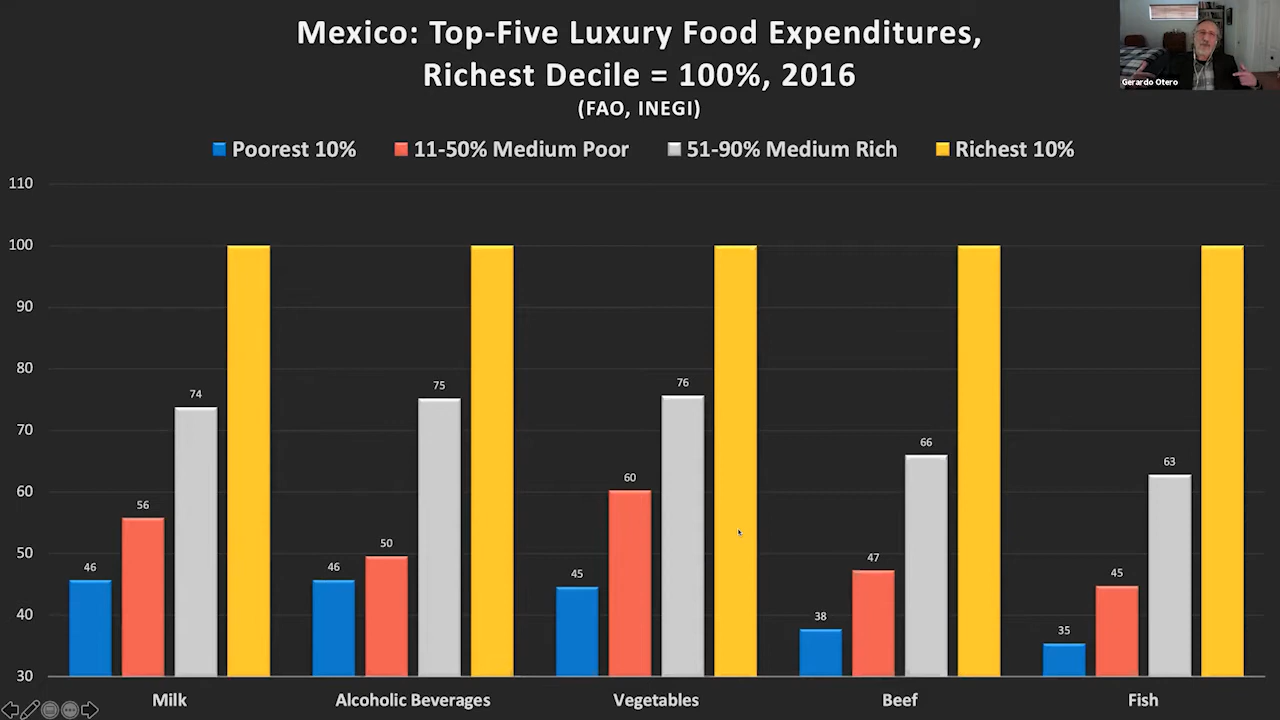 Mexico: Top-Five Luxury Food Expenditures,
Richest Decile = 100%, 2016
(FAO, INEGI)
Gerardo Otero
Poorest 10%
11-50% Medium Poor
51-90% Medium Rich
Richest 10%
110
100
90
80
70
60
50
40
30
46
56
74
46
50
75
45
60
76
38
47
66
35
45
63
Milk
Alcoholic Beverages
Vegetables
Beef
Fish